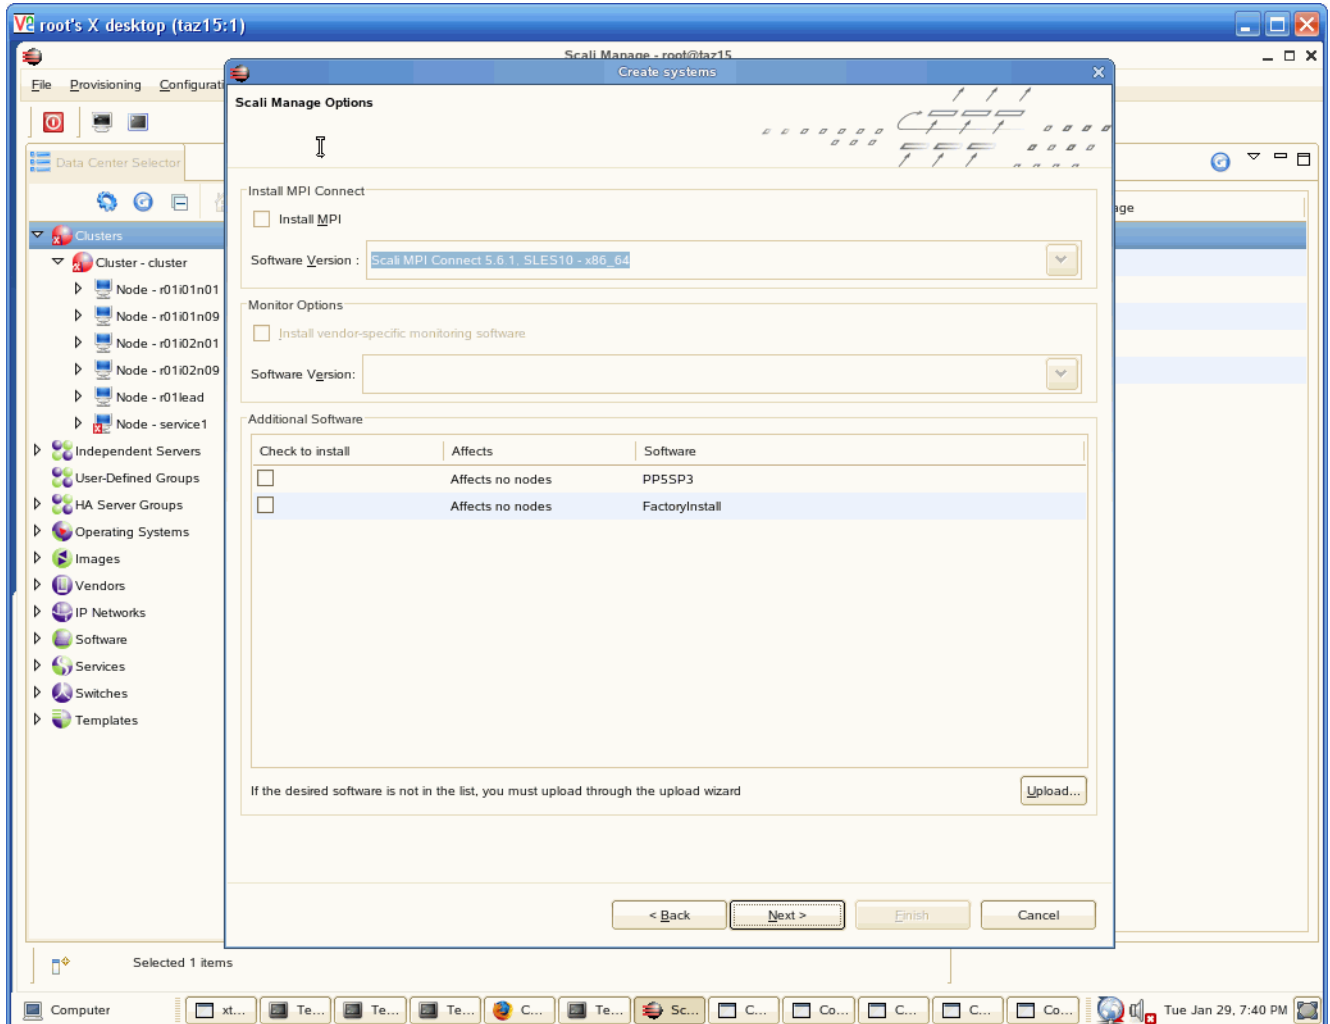 root's X desktop (taz15:1)
Scali Manage - root@taz15
Create systems
File Provisioning Configurati
Scali Manage Options
Data Center Selector
Install MPI Connect
Install MPI
Software Version :
Scali MPI Connect 5.6.1, SLES10 - x86_64
Monitor Options
Install vendor-specific monitoring software
Software Version:
Additional Software
Check to install Affects Software
Affects no nodes PP5SP3
Affects no nodes FactoryInstall
If the desired software is not in the list, you must upload through the upload wizard
Upload...
< Back Next > Finish Cancel
Clusters
Cluster - cluster
Node - r01i01n01
Node - r01i01n09
Node - r01i02n01
Node - r01i02n09
Node - r01lead
Node - service1
Independent Servers
User-Defined Groups
HA Server Groups
Operating Systems
Images
Vendors
IP Networks
Software
Services
Switches
Templates
age
Selected 1 items
Computer xt... Te... Te... Te... C... Te... Sc... C... Co... C... C... Co... Tue Jan 29, 7:40 PM